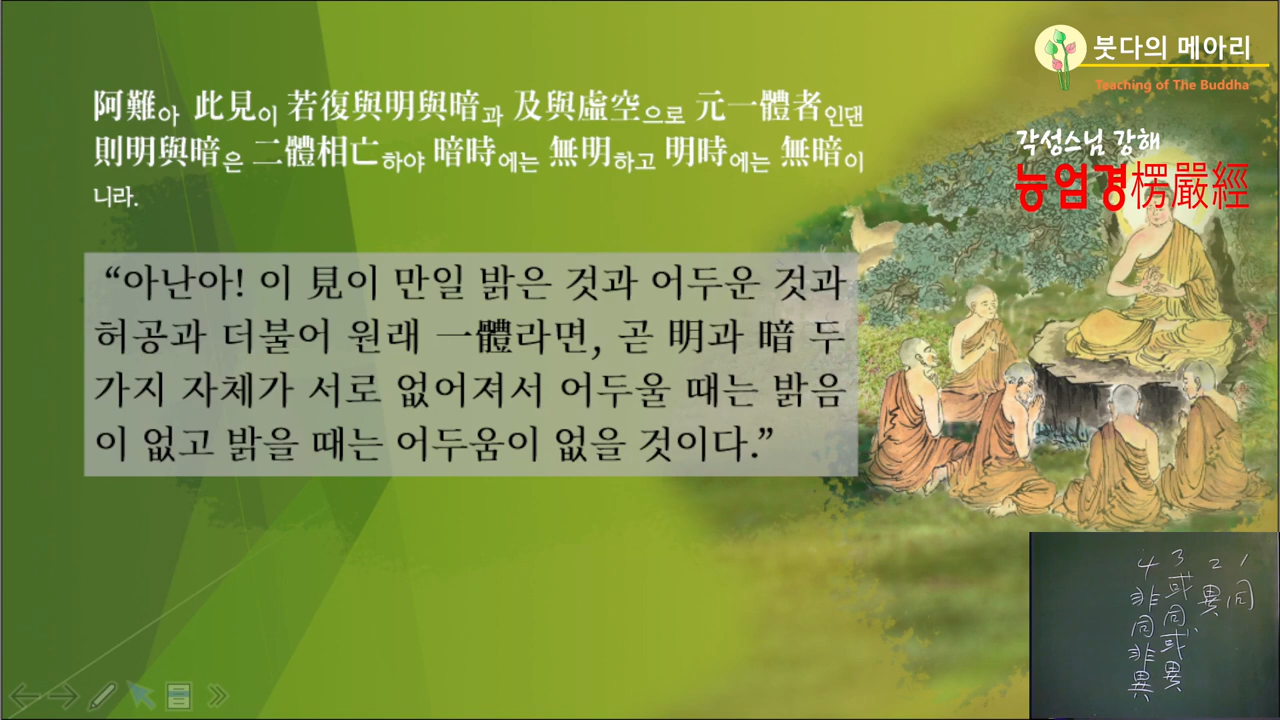 붓다의 메아리
Teaching of The Buddha
각성스님 강해
능엄경楞嚴經
阿難아 此見이 若復與明與暗과 及與虛空으로 元一體者인댄
則明與暗은 二體相亡하야 暗時에는 無明하고 明時에는 無暗이
니라.
“아난아! 이 見이 만일 밝은 것과 어두운 것과
허공과 더불어 원래 一體라면, 곧 明과 暗 두
가지 자체가 서로 없어져서 어두울 때는 밝음
이 없고 밝을 때는 어두움이 없을 것이다.”
1 同
2 異
3 或同或異
4 非同非異